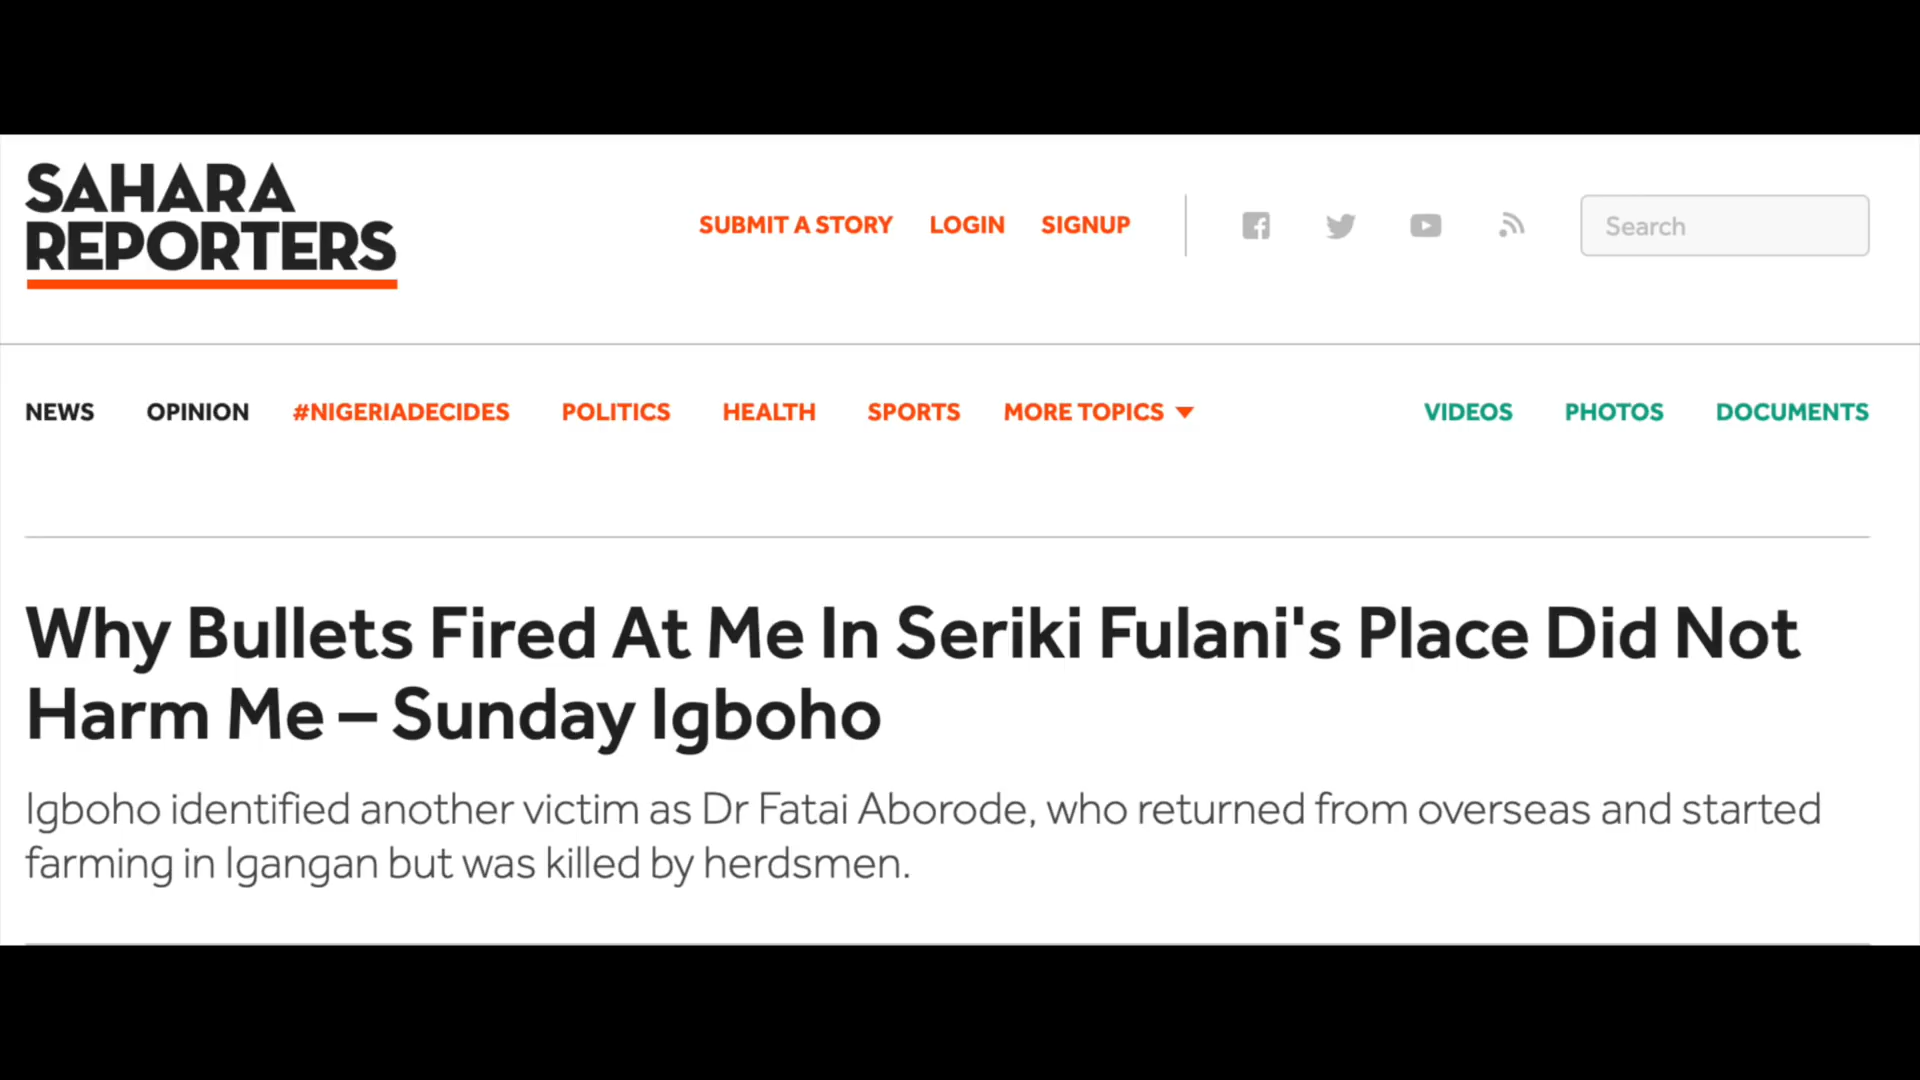 SAHARA
REPORTERS
SUBMIT A STORY LOGIN SIGNUP Search
NEWS OPINION #NIGERIADECIDES POLITICS HEALTH SPORTS MORE TOPICS VIDEOS PHOTOS DOCUMENTS
Why Bullets Fired At Me In Seriki Fulani's Place Did Not
Harm Me – Sunday Igboho
Igboho identified another victim as Dr Fatai Aborode, who returned from overseas and started
farming in Igangan but was killed by herdsmen.